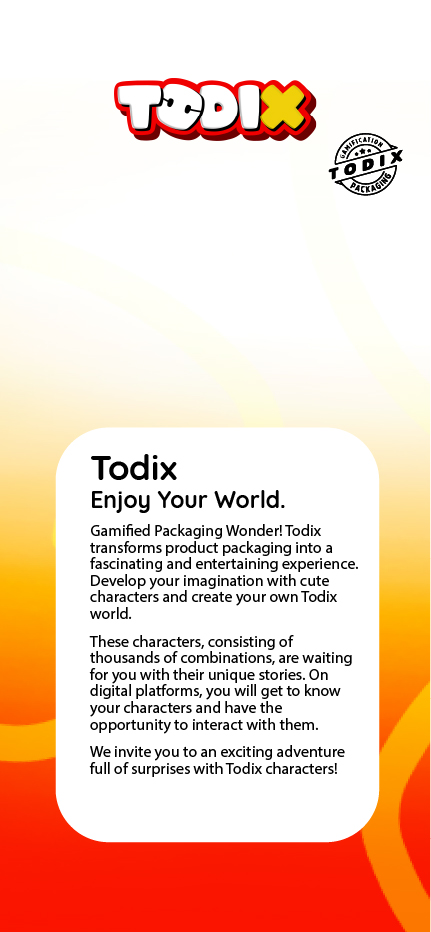 TODIX
GAMIFICATION
TODIX
PACKAGING
Todix
Enjoy Your World.
Gamified Packaging Wonder! Todix
transforms product packaging into a
fascinating and entertaining experience.
Develop your imagination with cute
characters and create your own Todix
world.
These characters, consisting of
thousands of combinations, are waiting
for you with their unique stories. On
digital platforms, you will get to know
your characters and have the
opportunity to interact with them.
We invite you to an exciting adventure
full of surprises with Todix characters!